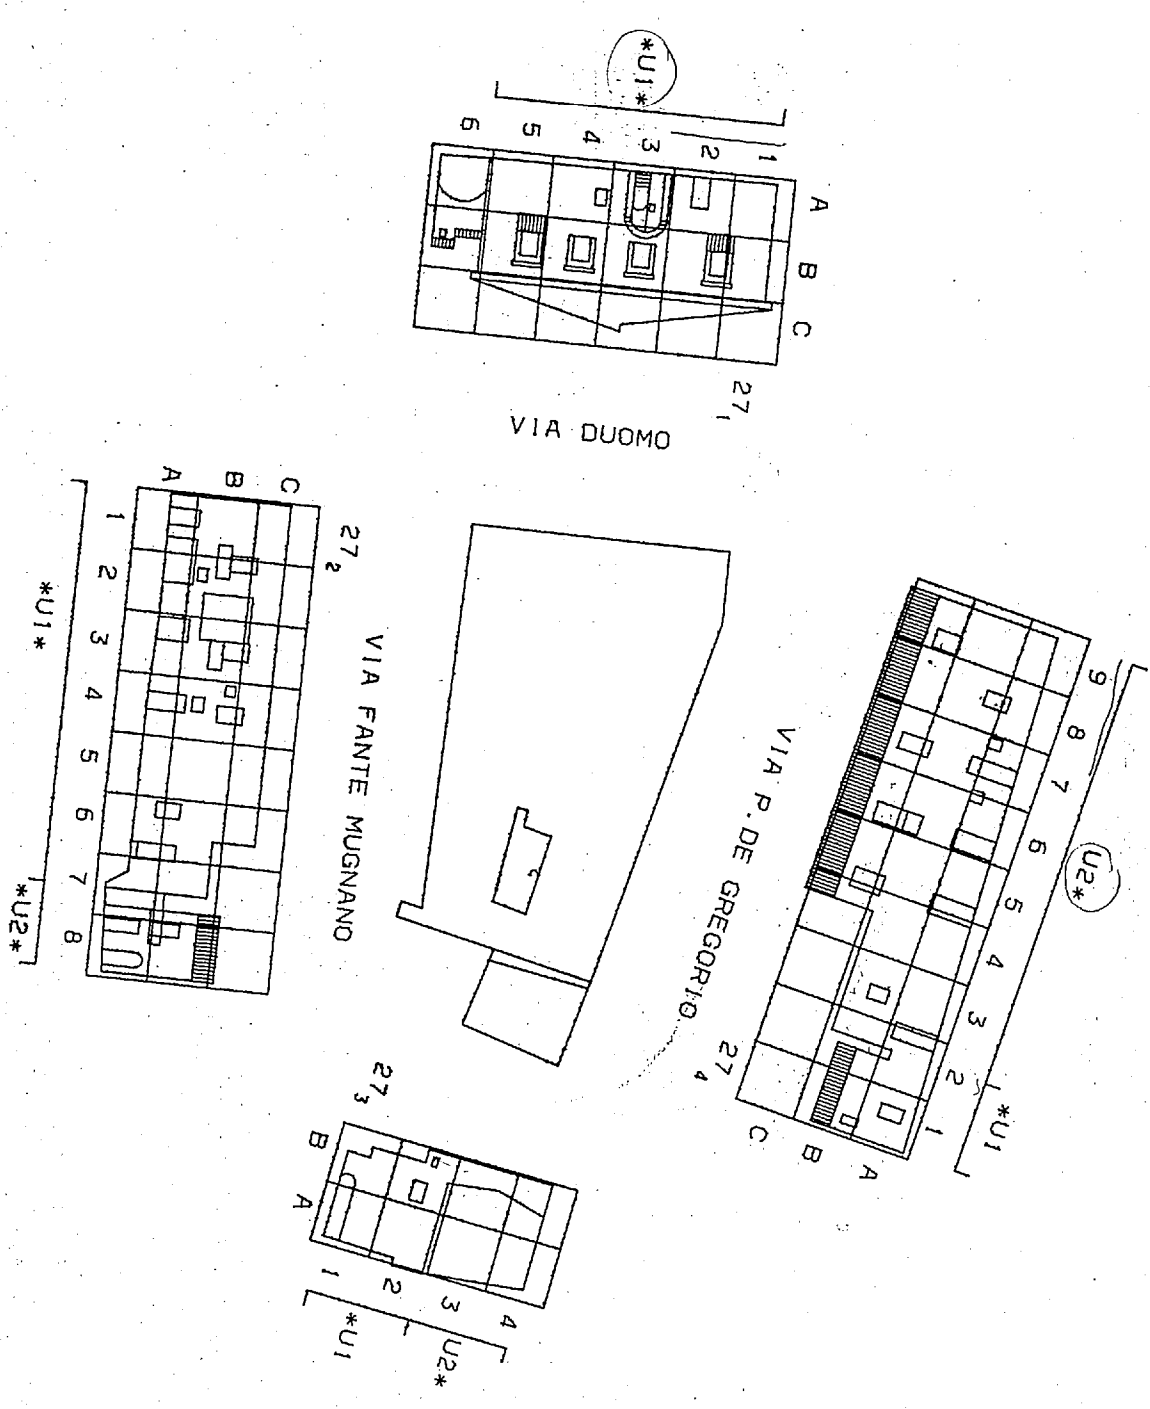 *U1*
6 5 4 3 2 1
A
B
C
27 1
VIA DUOMO
A B C
1
2
3
4
5
6
7
8
27 2
*U1*
*U2*
VIA FANTE MUGNANO
VIA P. DE GREGORIO
9
8
7
6
5
4
3
2
1
U2*
*U1
27 4
C B A
27 3
B
A
1 2 3 4
*U1
U2*